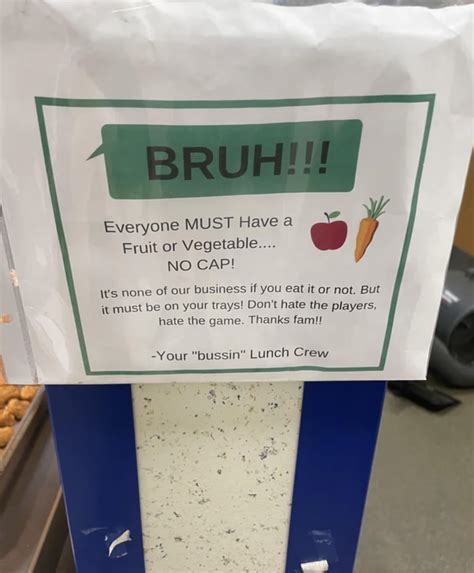 BRUH!!!
Everyone MUST Have a
Fruit or Vegetable....
NO CAP!
It's none of our business if you eat it or not. But
it must be on your trays! Don't hate the players,
hate the game. Thanks fam!!
-Your "bussin" Lunch Crew